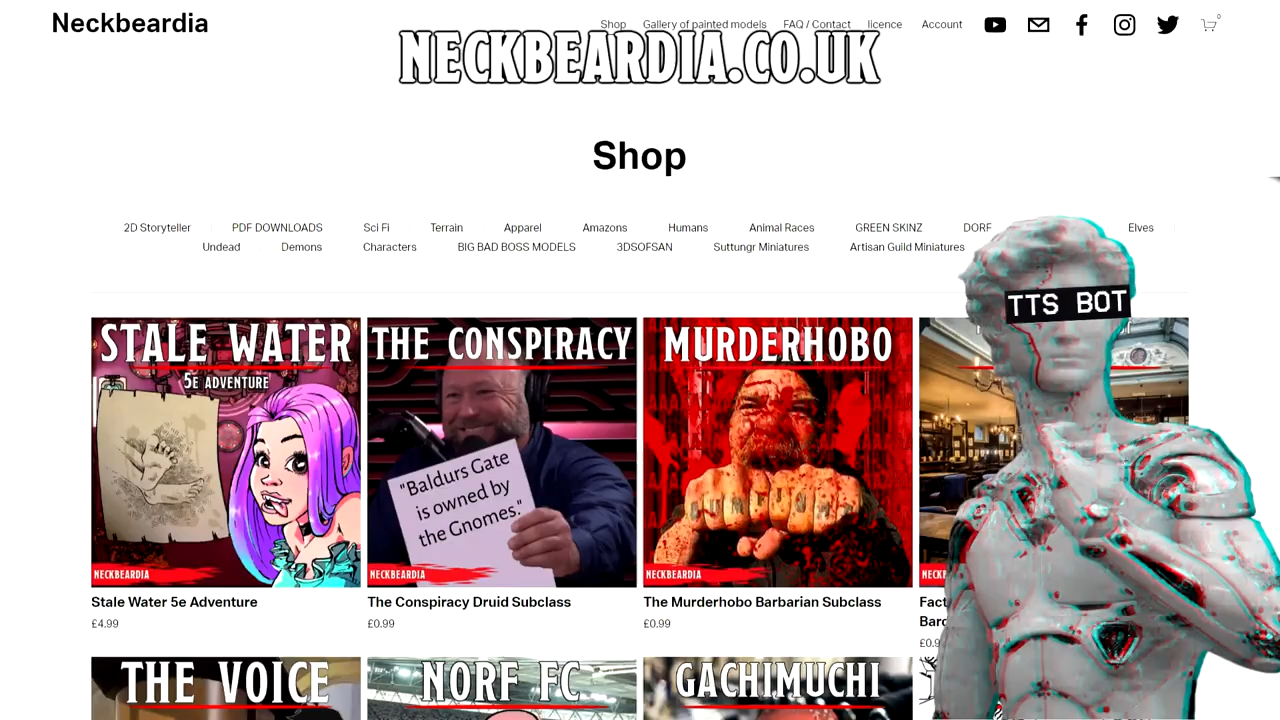 Neckbeardia
Shop
Gallery of painted models
FAQ / Contact
licence
Account
0
NECKBEARDIA.CO.UK
Shop
2D Storyteller
PDF DOWNLOADS
Sci Fi
Terrain
Apparel
Amazons
Humans
Animal Races
GREEN SKINZ
DORF
Elves
Undead
Demons
Characters
BIG BAD BOSS MODELS
3DSOFSAN
Suttungr Miniatures
Artisan Guild Miniatures
TTS BOT
STALE WATER
5E ADVENTURE
NECKBEARDIA
Stale Water 5e Adventure
£4.99
THE CONSPIRACY
"Baldurs Gate
is owned by
the Gnomes."
NECKBEARDIA
The Conspiracy Druid Subclass
£0.99
MURDERHOBO
NECKBEARDIA
The Murderhobo Barbarian Subclass
£0.99
THE VOICE
NORF FC
GACHIMUCHI